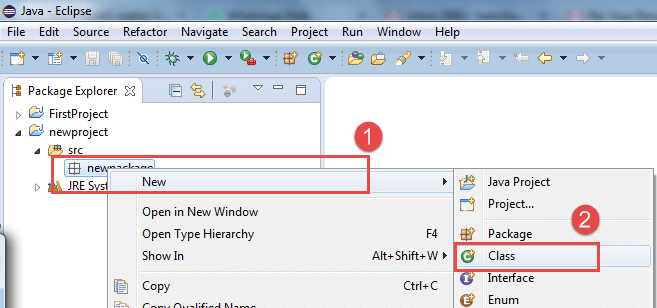 Java - Eclipse
File Edit Source Refactor Navigate Search Project Run Window Help
Package Explorer
FirstProject
newproject
src
newpackage
JRE Syst
1
New
Open in New Window
Open Type Hierarchy F4
Show In Alt+Shift+W
Copy Ctrl+C
Copy Qualified Name
Java Project
Project...
2
Package
Class
Interface
Enum